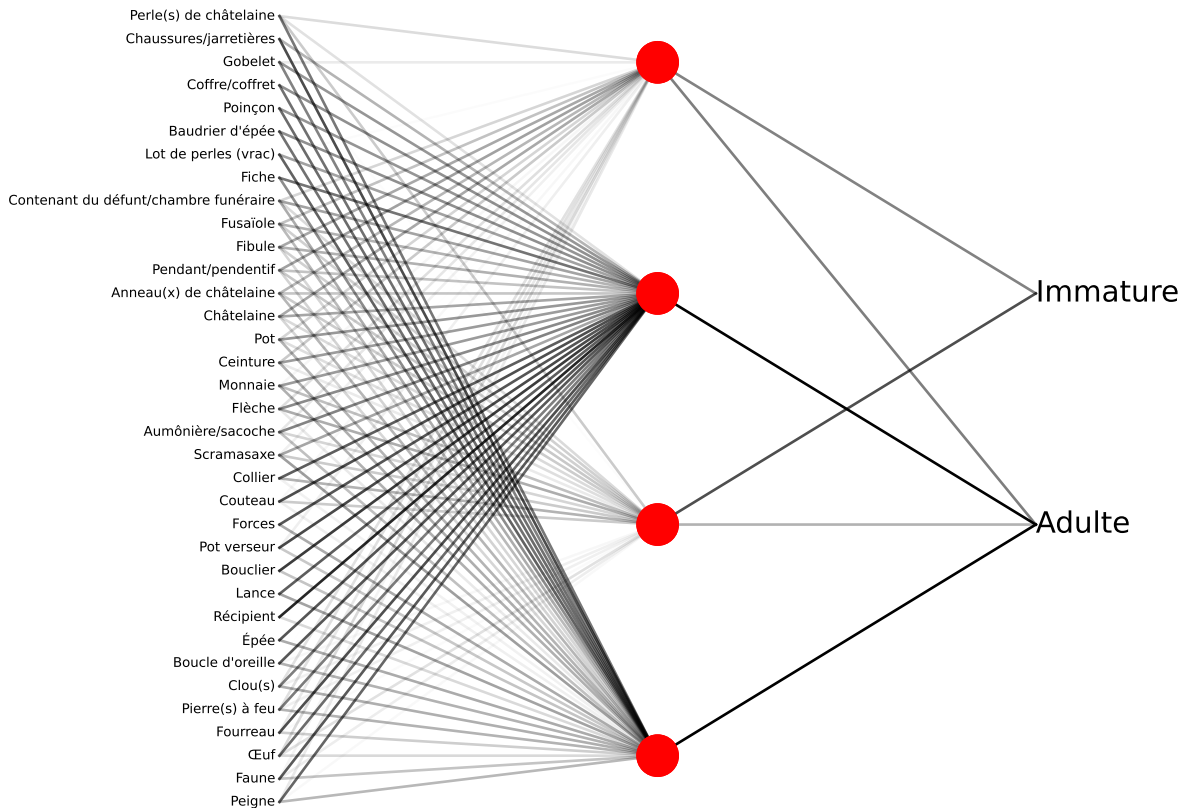 Perle(s) de châtelaine
Chaussures/jarretières
Gobelet
Coffre/coffret
Poinçon
Baudrier d'épée
Lot de perles (vrac)
Fiche
Contenant du défunt/chambre funéraire
Fusaïole
Fibule
Pendant/pendentif
Anneau(x) de châtelaine
Châtelaine
Pot
Ceinture
Monnaie
Flèche
Aumônière/sacoche
Scramasaxe
Collier
Couteau
Forces
Pot verseur
Bouclier
Lance
Récipient
Épée
Boucle d'oreille
Clou(s)
Pierre(s) à feu
Fourreau
Œuf
Faune
Peigne
Immature
Adulte